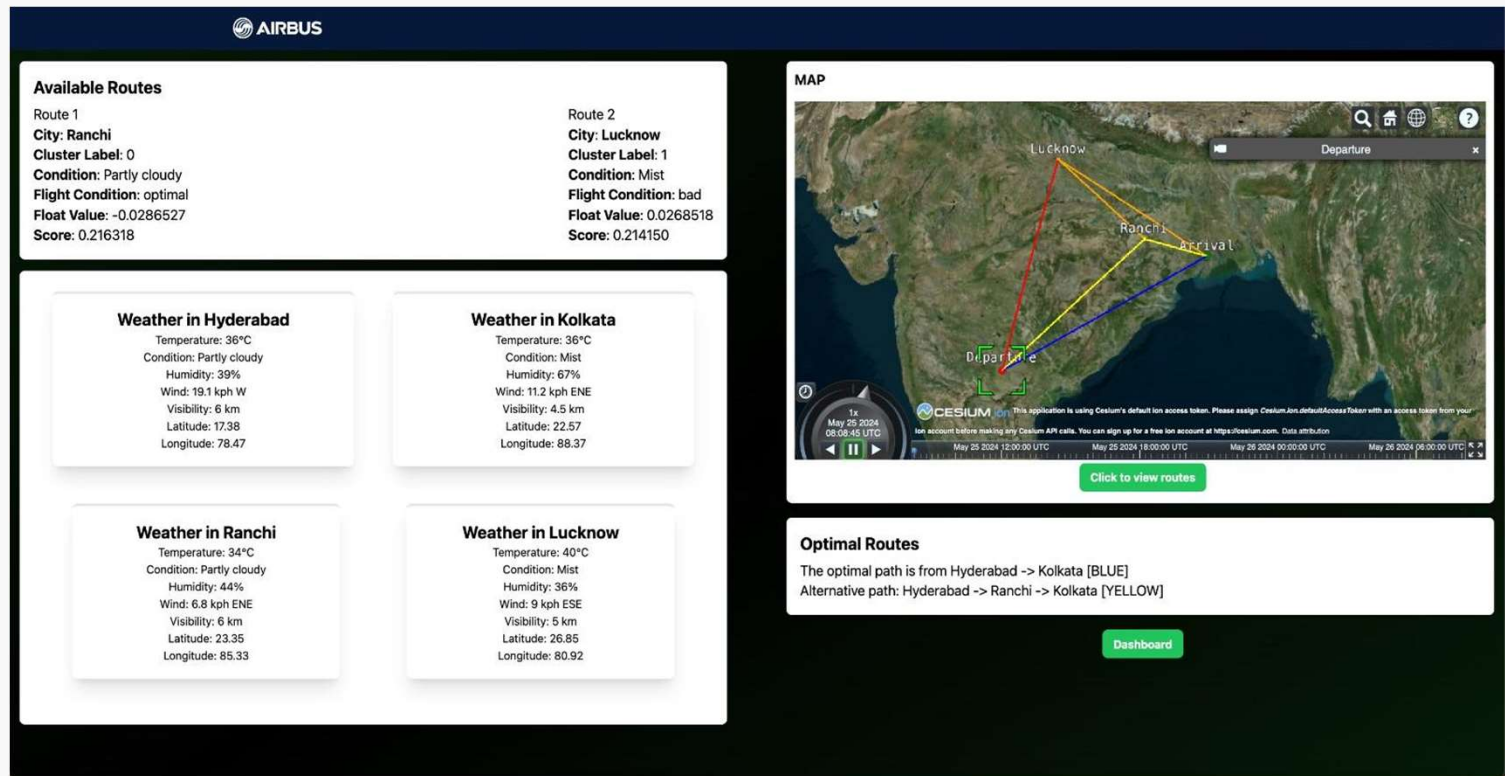 AIRBUS
Available Routes
Route 1
City: Ranchi
Cluster Label: 0
Condition: Partly cloudy
Flight Condition: optimal
Float Value: -0.0286527
Score: 0.216318
Route 2
City: Lucknow
Cluster Label: 1
Condition: Mist
Flight Condition: bad
Float Value: 0.0268518
Score: 0.214150
Weather in Hyderabad
Temperature: 36°C
Condition: Partly cloudy
Humidity: 39%
Wind: 19.1 kph W
Visibility: 6 km
Latitude: 17.38
Longitude: 78.47
Weather in Kolkata
Temperature: 36°C
Condition: Mist
Humidity: 67%
Wind: 11.2 kph ENE
Visibility: 4.5 km
Latitude: 22.57
Longitude: 88.37
Weather in Ranchi
Temperature: 34°C
Condition: Partly cloudy
Humidity: 44%
Wind: 6.8 kph ENE
Visibility: 6 km
Latitude: 23.35
Longitude: 85.33
Weather in Lucknow
Temperature: 40°C
Condition: Mist
Humidity: 36%
Wind: 9 kph ESE
Visibility: 5 km
Latitude: 26.85
Longitude: 80.92
MAP
?
Departure ×
Lucknow
Ranchi
Arrival
Departure
1x
May 25 2024
08:08:45 UTC
CESIUM ion This application is using Cesium's default ion access token. Please assign Cesium.Ion.defaultAccessToken with an access token from your
ion account before making any Cesium API calls. You can sign up for a free ion account at https://cesium.com. Data attribution
May 25 2024 12:00:00 UTC May 25 2024 18:00:00 UTC May 26 2024 00:00:00 UTC May 26 2024 06:00:00 UTC
Click to view routes
Optimal Routes
The optimal path is from Hyderabad -> Kolkata [BLUE]
Alternative path: Hyderabad -> Ranchi -> Kolkata [YELLOW]
Dashboard